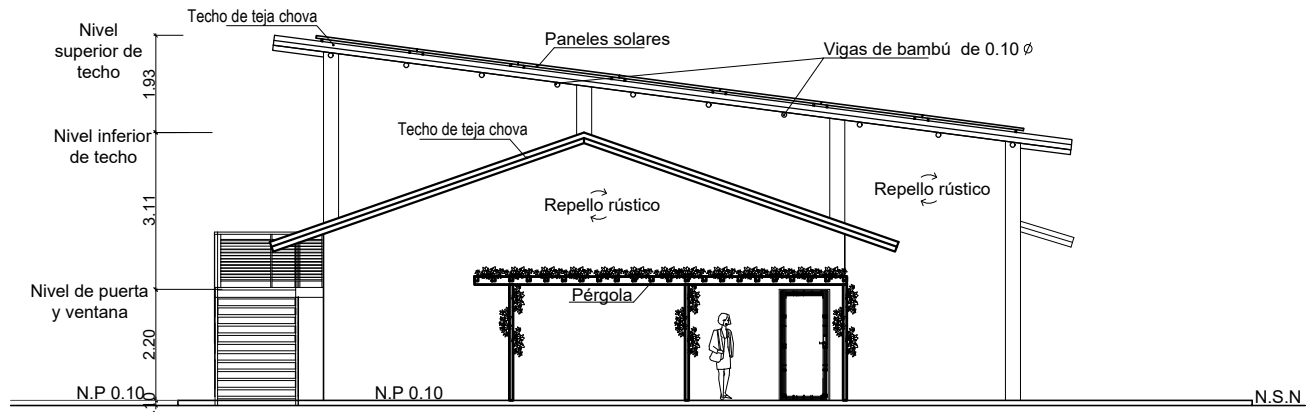 Techo de teja chova
Nivel
superior de
techo
Paneles solares
Vigas de bambú de 0.10 ø
1.93
Nivel inferior
de techo
Techo de teja chova
Repello rústico
Repello rústico
3.11
Nivel de puerta
y ventana
Pérgola
2.20
N.P 0.10
N.P 0.10
.10
N.S.N